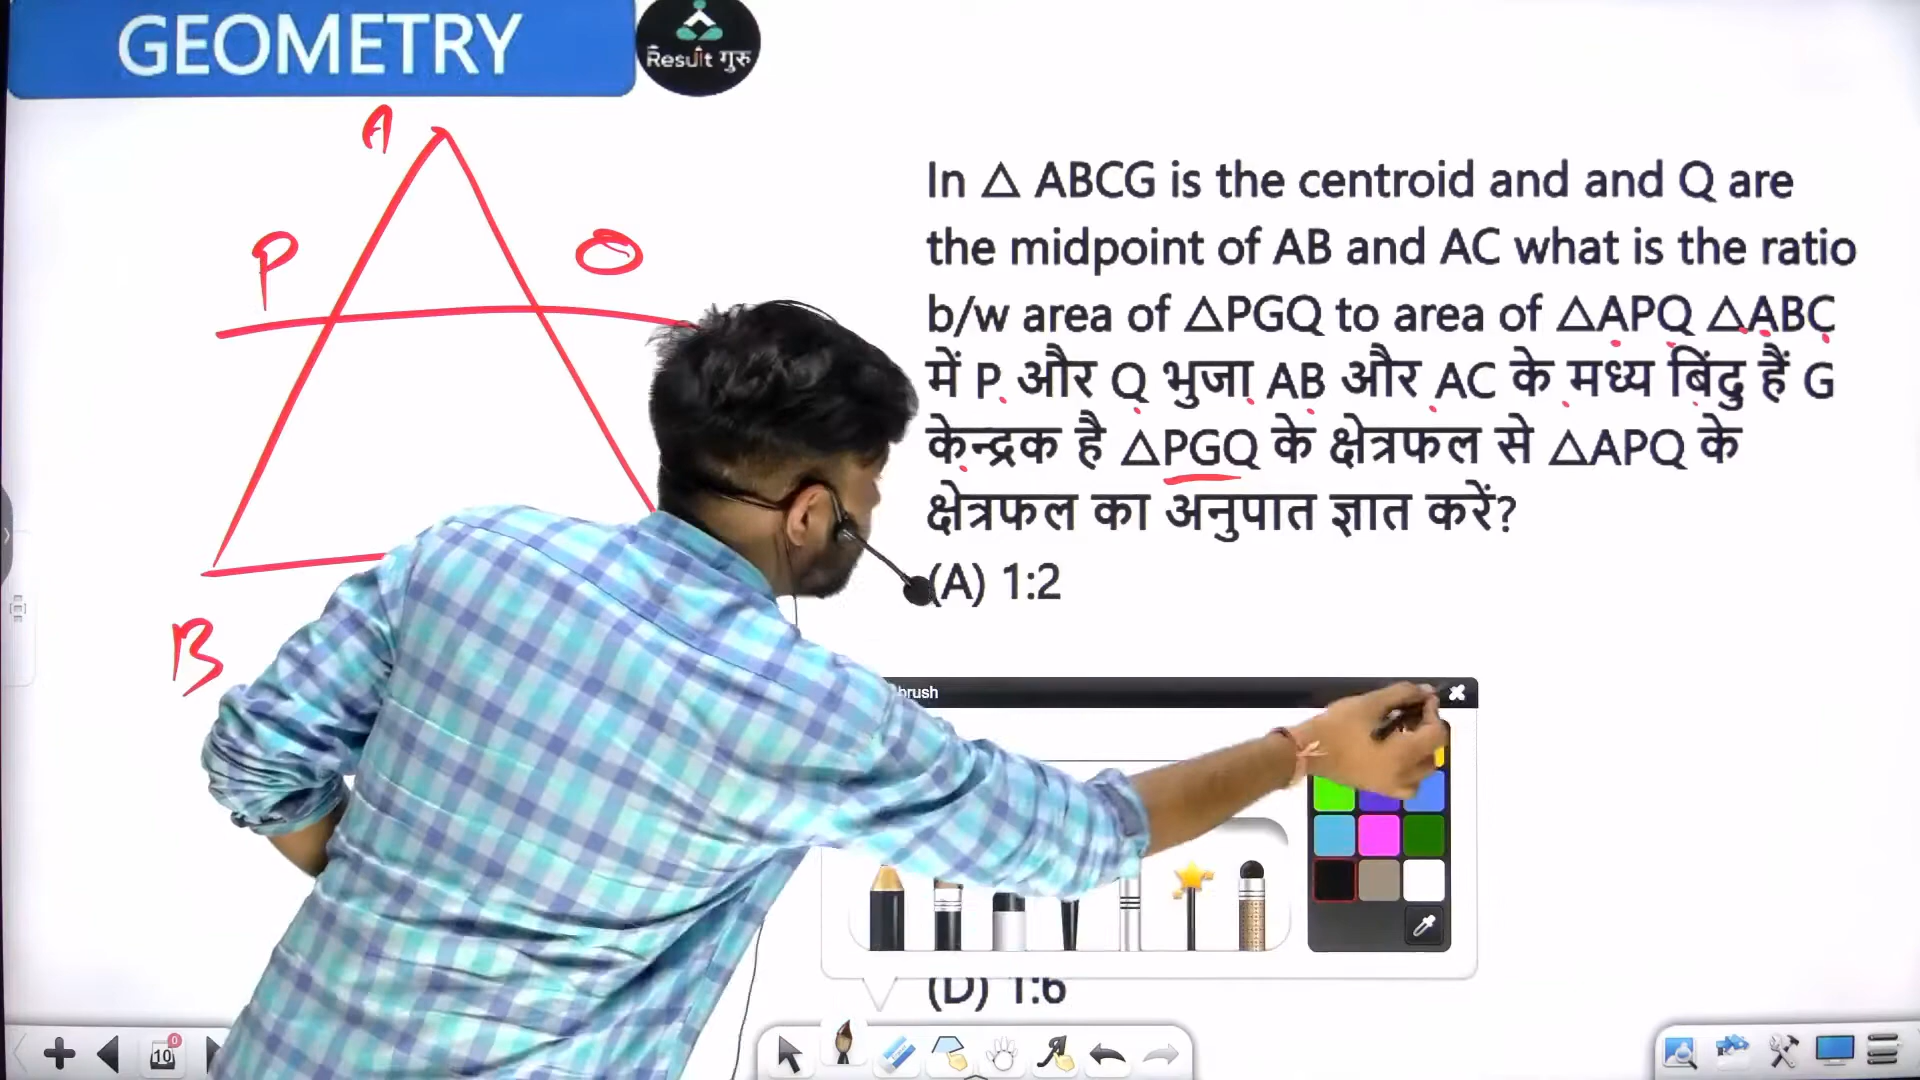 GEOMETRY
Result गुरु
A
P
Q
B
In △ ABCG is the centroid and and Q are
the midpoint of AB and AC what is the ratio
b/w area of △PGQ to area of △APQ △ABC
में P और Q भुजा AB और AC के मध्य बिंदु हैं G
केन्द्रक है △PGQ के क्षेत्रफल से △APQ के
क्षेत्रफल का अनुपात ज्ञात करें?
(A) 1:2
brush
(D) 1:6
10
0